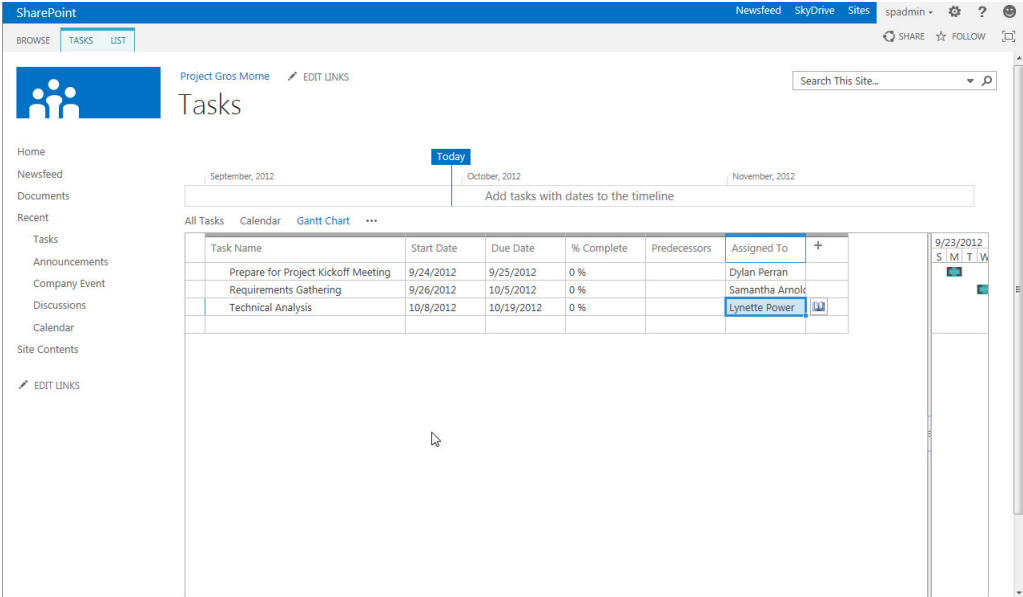 SharePoint Newsfeed SkyDrive Sites spadmin
BROWSE TASKS LIST SHARE FOLLOW
Project Gros Morne EDIT LINKS
Search This Site...
Tasks
Home
Newsfeed
Documents
Recent
Tasks
Announcements
Company Event
Discussions
Calendar
Site Contents
EDIT LINKS
Today
September, 2012 October, 2012 November, 2012
Add tasks with dates to the timeline
All Tasks Calendar Gantt Chart ...
Task Name Start Date Due Date % Complete Predecessors Assigned To +
Prepare for Project Kickoff Meeting 9/24/2012 9/25/2012 0 % Dylan Perran
Requirements Gathering 9/26/2012 10/5/2012 0 % Samantha Arnold
Technical Analysis 10/8/2012 10/19/2012 0 % Lynette Power
9/23/2012
S M T W